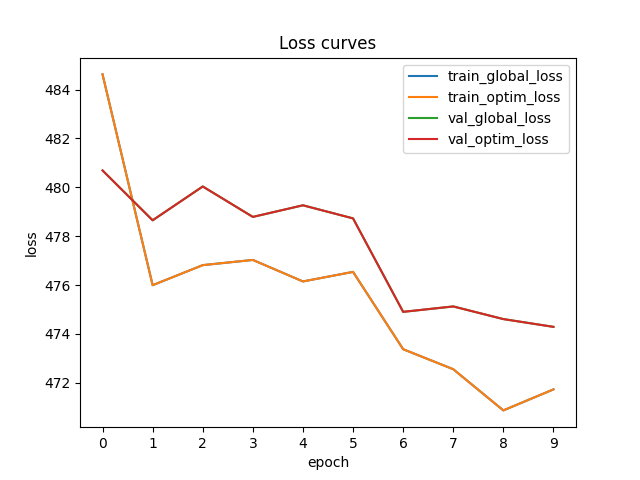 Loss curves
train_global_loss
train_optim_loss
val_global_loss
val_optim_loss
484
482
480
478
476
474
472
loss
0 1 2 3 4 5 6 7 8 9
epoch